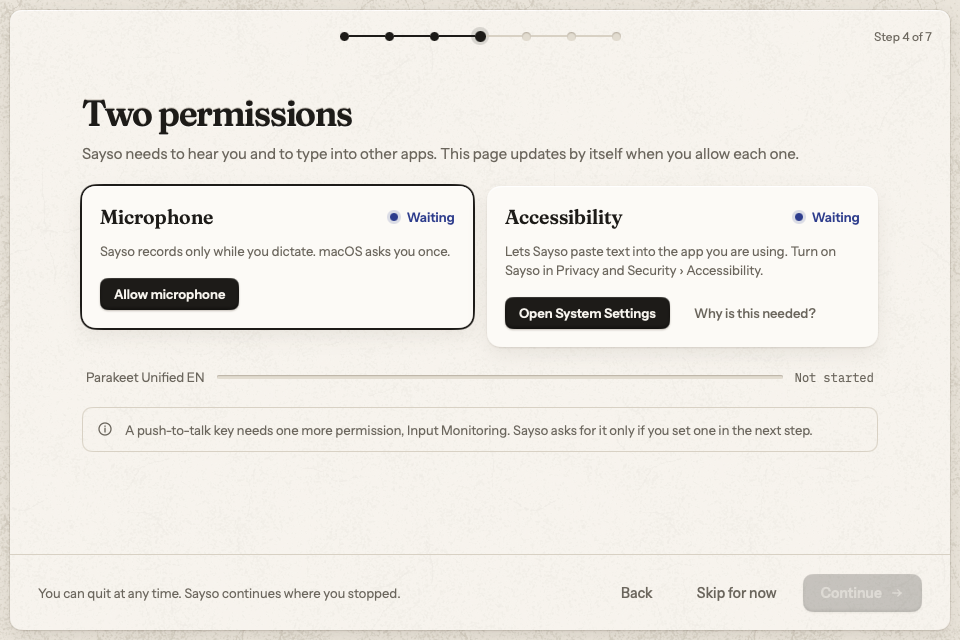 Step 4 of 7
Two permissions
Sayso needs to hear you and to type into other apps. This page updates by itself when you allow each one.
Microphone
Waiting
Sayso records only while you dictate. macOS asks you once.
Allow microphone
Accessibility
Waiting
Lets Sayso paste text into the app you are using. Turn on
Sayso in Privacy and Security › Accessibility.
Open System Settings
Why is this needed?
Parakeet Unified EN
Not started
A push-to-talk key needs one more permission, Input Monitoring. Sayso asks for it only if you set one in the next step.
You can quit at any time. Sayso continues where you stopped.
Back
Skip for now
Continue →